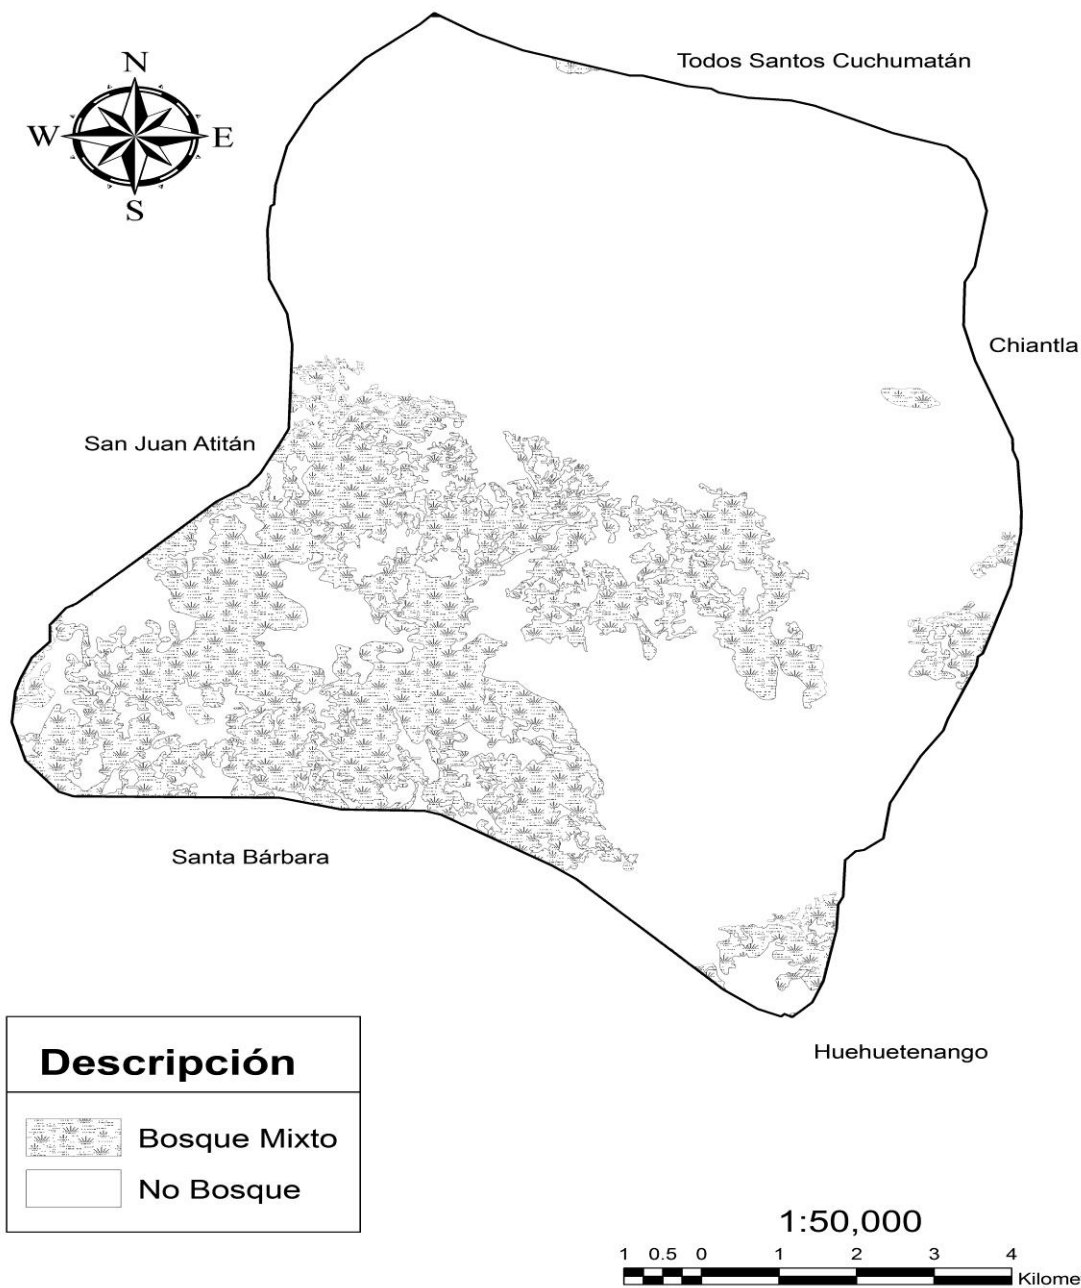 Todos Santos Cuchumatán
N
W E
S
Chiantla
San Juan Atitán
Santa Bárbara
Huehuetenango
Descripción
Bosque Mixto
No Bosque
1:50,000
1 0.5 0 1 2 3 4
Kilome